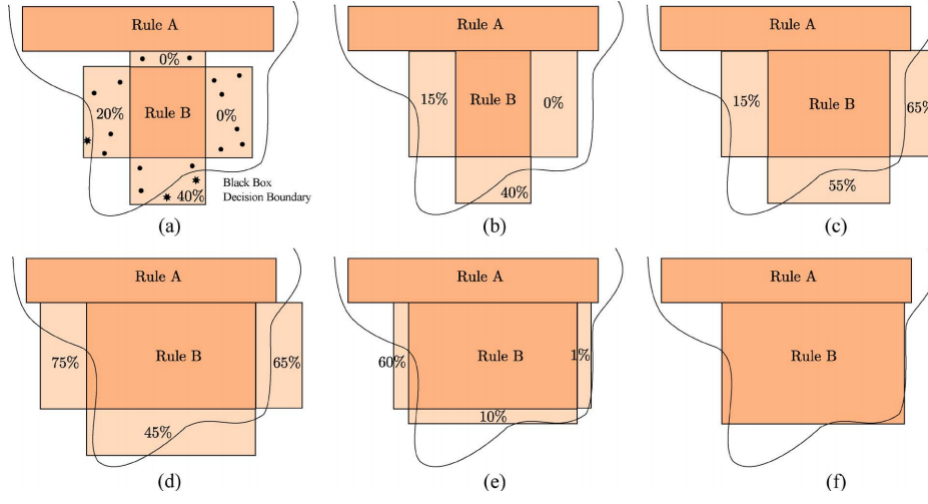 Rule A
0%
20%
Rule B
0%
40%
Black Box
Decision Boundary
(a)
Rule A
15%
Rule B
0%
40%
(b)
Rule A
15%
Rule B
65%
55%
(c)
Rule A
75%
Rule B
65%
45%
(d)
Rule A
60%
Rule B
1%
10%
(e)
Rule A
Rule B
(f)